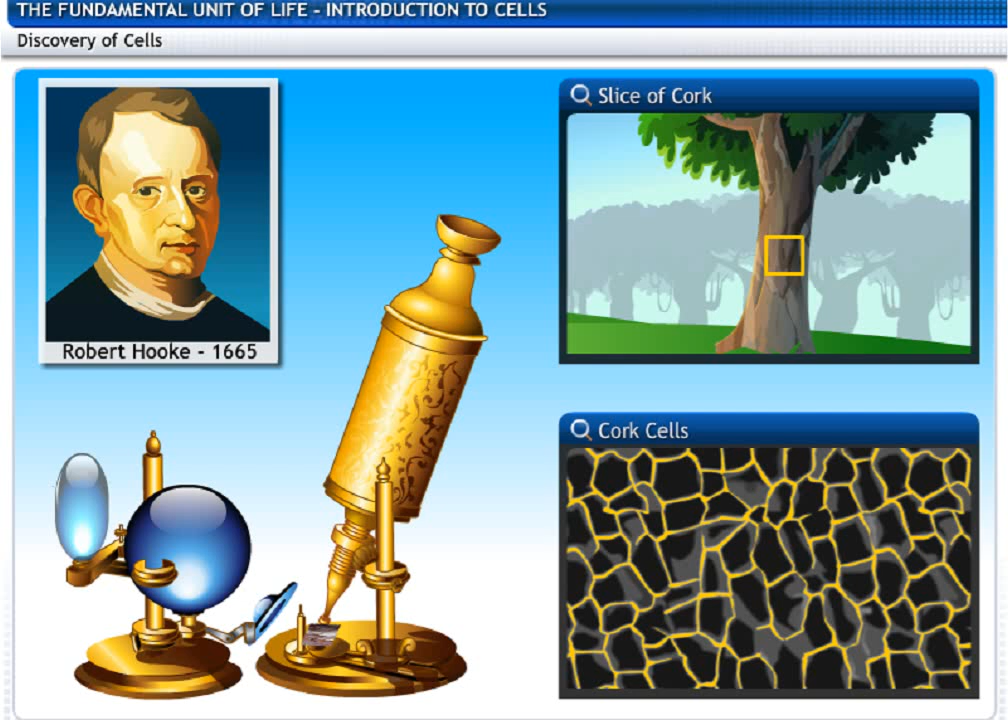 THE FUNDAMENTAL UNIT OF LIFE - INTRODUCTION TO CELLS
Discovery of Cells
Robert Hooke - 1665
Slice of Cork
Cork Cells